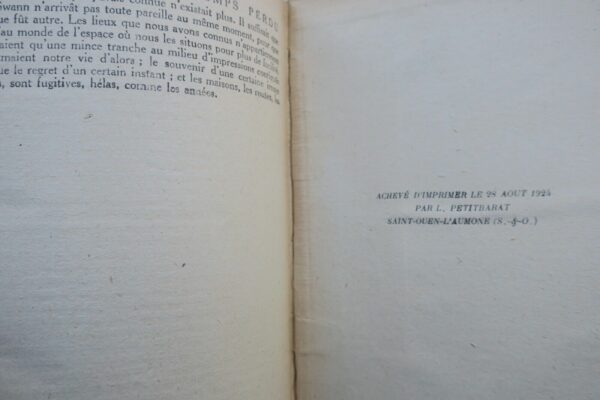 TEMPS PERDU
connue n'existait plus. Il suffisait que
Swann n'arrivât pas toute pareille au même moment, pour que
que fût autre. Les lieux que nous avons connus n'appartiennent
au monde de l'espace où nous les situons pour plus de facilité.
aient qu'une mince tranche au milieu d'impressions contiguës
maient notre vie d'alors ; le souvenir d'une certaine image
que le regret d'un certain instant ; et les maisons, les routes, les
s, sont fugitives, hélas, comme les années.
ACHEVÉ D'IMPRIMER LE 28 AOUT 1924
PAR L. PETITBARAT
SAINT-OUEN-L'AUMONE (S.-&-O.)